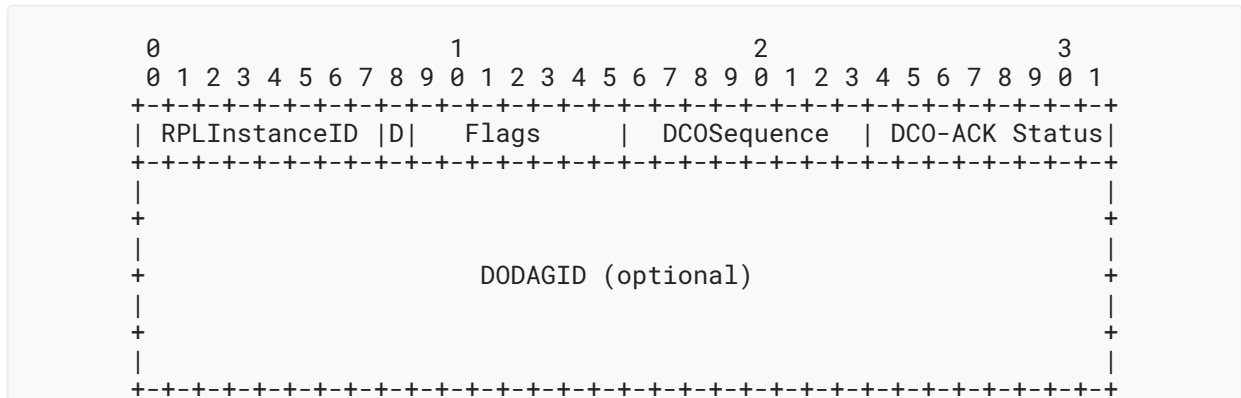 0                   1                   2                   3
0 1 2 3 4 5 6 7 8 9 0 1 2 3 4 5 6 7 8 9 0 1 2 3 4 5 6 7 8 9 0 1
+-+-+-+-+-+-+-+-+-+-+-+-+-+-+-+-+-+-+-+-+-+-+-+-+-+-+-+-+-+-+-+-+
| RPLInstanceID |D|   Flags     |  DCOSequence  | DCO-ACK Status|
+-+-+-+-+-+-+-+-+-+-+-+-+-+-+-+-+-+-+-+-+-+-+-+-+-+-+-+-+-+-+-+-+
|                                                               |
+                                                               +
|                                                               |
+                      DODAGID (optional)                       +
|                                                               |
+                                                               +
|                                                               |
+-+-+-+-+-+-+-+-+-+-+-+-+-+-+-+-+-+-+-+-+-+-+-+-+-+-+-+-+-+-+-+-+